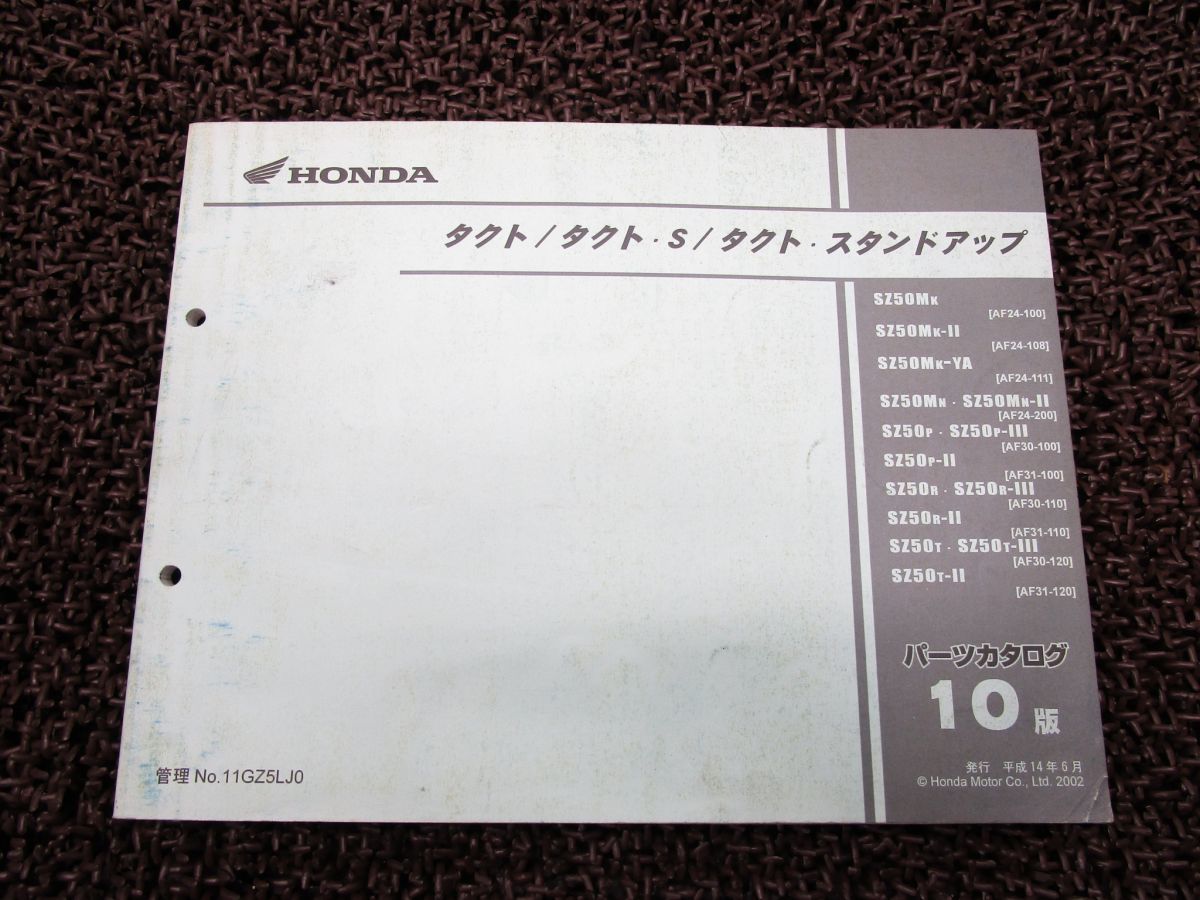 HONDA
タクト / タクト・S / タクト・スタンドアップ
SZ50MK
[AF24-100]
SZ50MK-II
[AF24-108]
SZ50MK-YA
[AF24-111]
SZ50MN · SZ50MN-II
[AF24-200]
SZ50P · SZ50P-III
[AF30-100]
SZ50P-II
[AF31-100]
SZ50R · SZ50R-III
[AF30-110]
SZ50R-II
[AF31-110]
SZ50T · SZ50T-III
[AF30-120]
SZ50T-II
[AF31-120]
パーツカタログ
10版
管理 No.11GZ5LJ0
発行 平成14年6月
© Honda Motor Co., Ltd. 2002